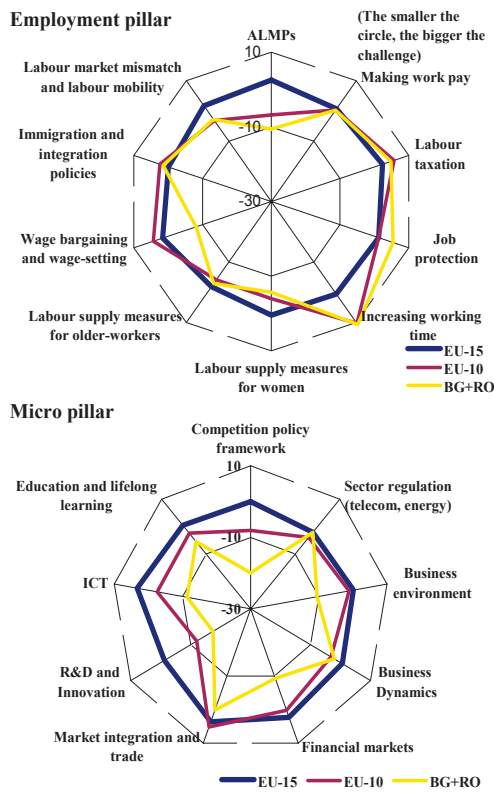 Employment pillar
(The smaller the
circle, the bigger the
challenge)
ALMPs
10
Making work pay
Labour market mismatch
and labour mobility
-10
Immigration and
integration
policies
Labour
taxation
-30
Wage bargaining
and wage-setting
Job
protection
Labour supply measures
for older-workers
Increasing working
time
Labour supply measures
for women
EU-15
EU-10
BG+RO
Micro pillar
Competition policy
framework
10
Education and lifelong
learning
Sector regulation
(telecom, energy)
-10
ICT
Business
environment
-30
R&D and
Innovation
Business
Dynamics
Market integration and
trade
Financial markets
EU-15
EU-10
BG+RO